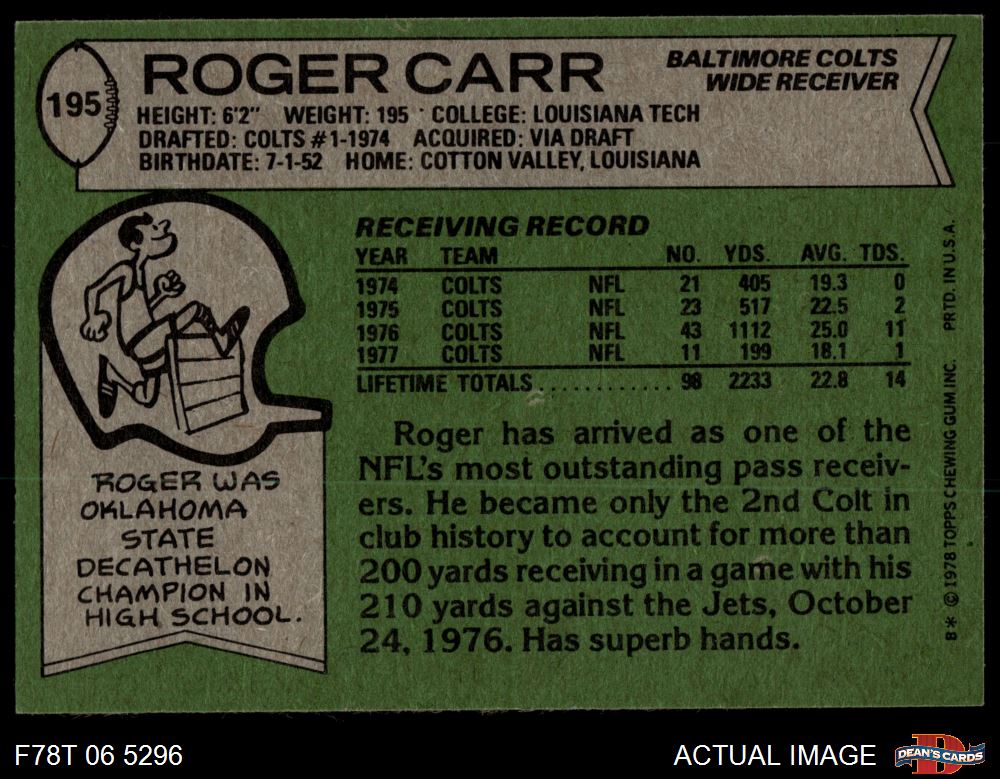 195
ROGER CARR
BALTIMORE COLTS
WIDE RECEIVER
HEIGHT: 6'2" WEIGHT: 195 COLLEGE: LOUISIANA TECH
DRAFTED: COLTS #1-1974 ACQUIRED: VIA DRAFT
BIRTHDATE: 7-1-52 HOME: COTTON VALLEY, LOUISIANA
RECEIVING RECORD
YEAR TEAM NO. YDS. AVG. TDS.
1974 COLTS NFL 21 405 19.3 0
1975 COLTS NFL 23 517 22.5 2
1976 COLTS NFL 43 1112 25.0 11
1977 COLTS NFL 11 199 18.1 1
LIFETIME TOTALS............ 98 2233 22.8 14
Roger has arrived as one of the
NFL's most outstanding pass receiv-
ers. He became only the 2nd Colt in
club history to account for more than
200 yards receiving in a game with his
210 yards against the Jets, October
24, 1976. Has superb hands.
ROGER WAS
OKLAHOMA
STATE
DECATHELON
CHAMPION IN
HIGH SCHOOL.
B* © 1978 TOPPS CHEWING GUM INC. PRTD. IN U.S.A.
F78T 06 5296
ACTUAL IMAGE
D
DEAN'S CARDS